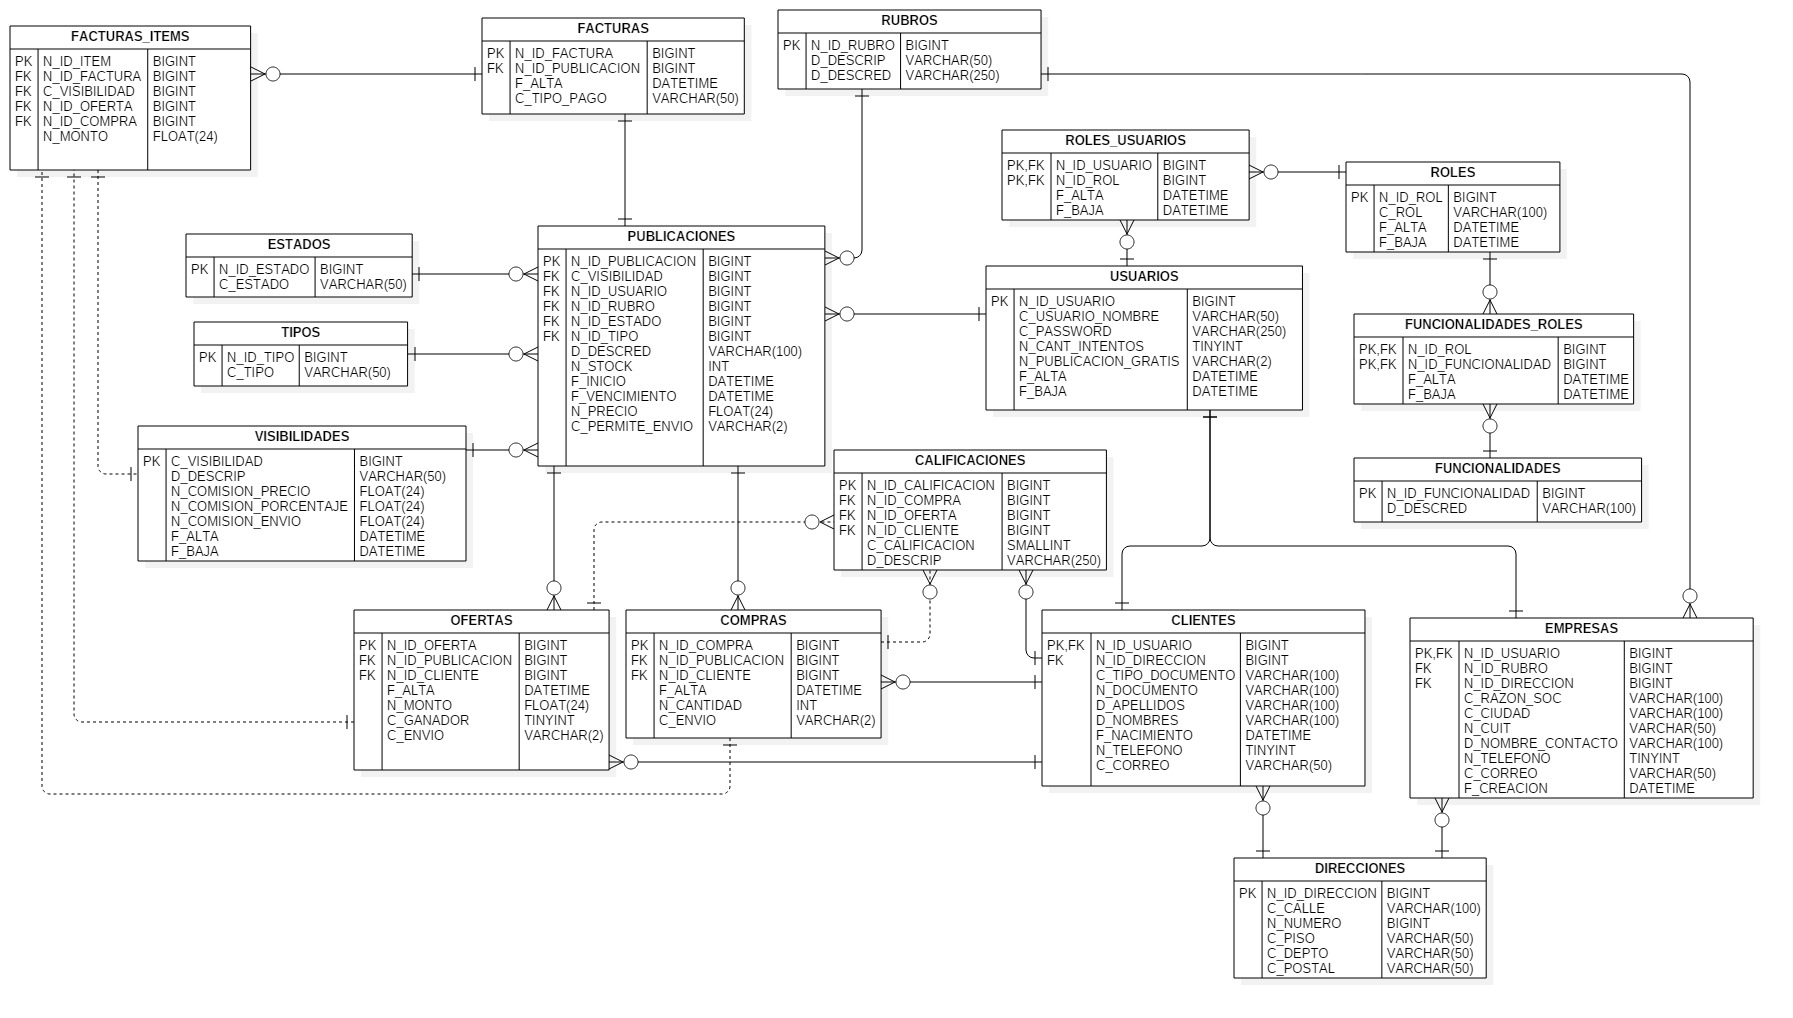 FACTURAS_ITEMS
PK N_ID_ITEM BIGINT
FK N_ID_FACTURA BIGINT
FK C_VISIBILIDAD BIGINT
FK N_ID_OFERTA BIGINT
FK N_ID_COMPRA BIGINT
N_MONTO FLOAT(24)
FACTURAS
PK N_ID_FACTURA BIGINT
FK N_ID_PUBLICACION BIGINT
F_ALTA DATETIME
C_TIPO_PAGO VARCHAR(50)
RUBROS
PK N_ID_RUBRO BIGINT
D_DESCRIP VARCHAR(50)
D_DESCRED VARCHAR(250)
ROLES_USUARIOS
PK,FK N_ID_USUARIO BIGINT
PK,FK N_ID_ROL BIGINT
F_ALTA DATETIME
F_BAJA DATETIME
ROLES
PK N_ID_ROL BIGINT
C_ROL VARCHAR(100)
F_ALTA DATETIME
F_BAJA DATETIME
ESTADOS
PK N_ID_ESTADO BIGINT
C_ESTADO VARCHAR(50)
TIPOS
PK N_ID_TIPO BIGINT
C_TIPO VARCHAR(50)
PUBLICACIONES
PK N_ID_PUBLICACION BIGINT
FK C_VISIBILIDAD BIGINT
FK N_ID_USUARIO BIGINT
FK N_ID_RUBRO BIGINT
FK N_ID_ESTADO BIGINT
FK N_ID_TIPO BIGINT
D_DESCRED VARCHAR(100)
N_STOCK INT
F_INICIO DATETIME
F_VENCIMIENTO DATETIME
N_PRECIO FLOAT(24)
C_PERMITE_ENVIO VARCHAR(2)
USUARIOS
PK N_ID_USUARIO BIGINT
C_USUARIO_NOMBRE VARCHAR(50)
C_PASSWORD VARCHAR(250)
N_CANT_INTENTOS TINYINT
N_PUBLICACION_GRATIS VARCHAR(2)
F_ALTA DATETIME
F_BAJA DATETIME
FUNCIONALIDADES_ROLES
PK,FK N_ID_ROL BIGINT
PK,FK N_ID_FUNCIONALIDAD BIGINT
F_ALTA DATETIME
F_BAJA DATETIME
VISIBILIDADES
PK C_VISIBILIDAD BIGINT
D_DESCRIP VARCHAR(50)
N_COMISION_PRECIO FLOAT(24)
N_COMISION_PORCENTAJE FLOAT(24)
N_COMISION_ENVIO FLOAT(24)
F_ALTA DATETIME
F_BAJA DATETIME
CALIFICACIONES
PK N_ID_CALIFICACION BIGINT
FK N_ID_COMPRA BIGINT
FK N_ID_OFERTA BIGINT
FK N_ID_CLIENTE BIGINT
C_CALIFICACION SMALLINT
D_DESCRIP VARCHAR(250)
FUNCIONALIDADES
PK N_ID_FUNCIONALIDAD BIGINT
D_DESCRED VARCHAR(100)
OFERTAS
PK N_ID_OFERTA BIGINT
FK N_ID_PUBLICACION BIGINT
FK N_ID_CLIENTE BIGINT
F_ALTA DATETIME
N_MONTO FLOAT(24)
C_GANADOR TINYINT
C_ENVIO VARCHAR(2)
COMPRAS
PK N_ID_COMPRA BIGINT
FK N_ID_PUBLICACION BIGINT
FK N_ID_CLIENTE BIGINT
F_ALTA DATETIME
N_CANTIDAD INT
C_ENVIO VARCHAR(2)
CLIENTES
PK,FK N_ID_USUARIO BIGINT
FK N_ID_DIRECCION BIGINT
C_TIPO_DOCUMENTO VARCHAR(100)
N_DOCUMENTO VARCHAR(100)
D_APELLIDOS VARCHAR(100)
D_NOMBRES VARCHAR(100)
F_NACIMIENTO DATETIME
N_TELEFONO TINYINT
C_CORREO VARCHAR(50)
EMPRESAS
PK,FK N_ID_USUARIO BIGINT
FK N_ID_RUBRO BIGINT
FK N_ID_DIRECCION BIGINT
C_RAZON_SOC VARCHAR(100)
C_CIUDAD VARCHAR(100)
N_CUIT VARCHAR(50)
D_NOMBRE_CONTACTO VARCHAR(100)
N_TELEFONO TINYINT
C_CORREO VARCHAR(50)
F_CREACION DATETIME
DIRECCIONES
PK N_ID_DIRECCION BIGINT
C_CALLE VARCHAR(100)
N_NUMERO BIGINT
C_PISO VARCHAR(50)
C_DEPTO VARCHAR(50)
C_POSTAL VARCHAR(50)